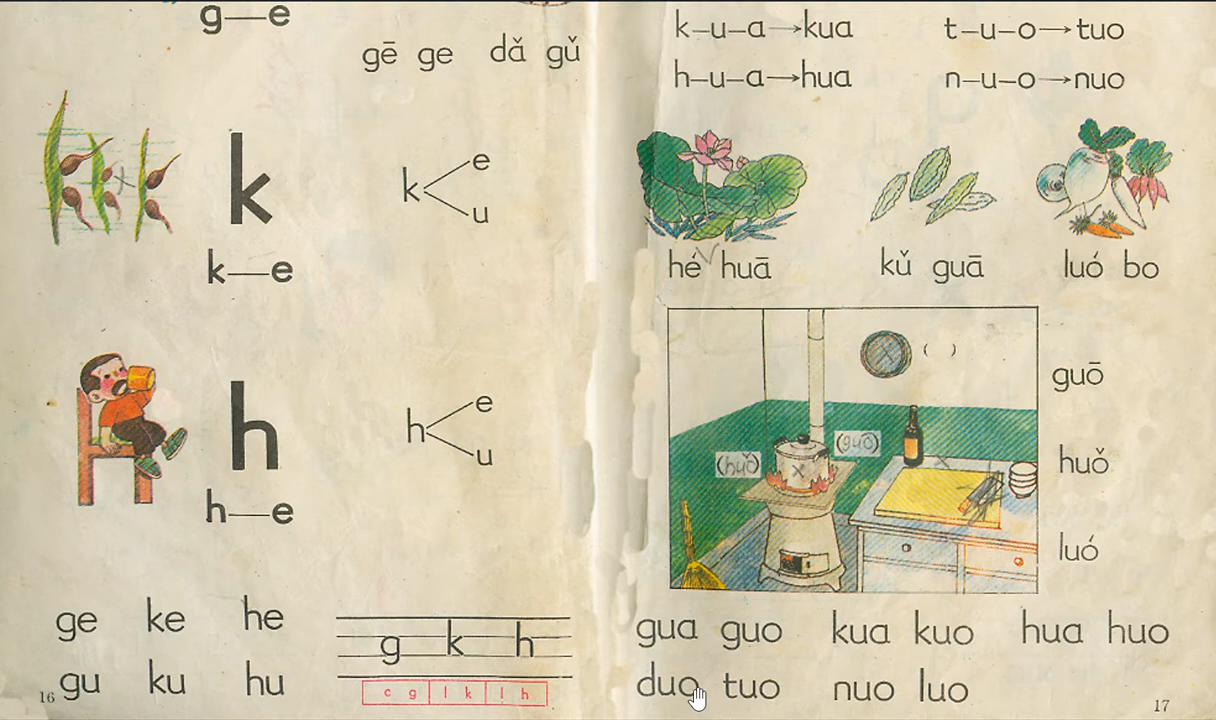 g—e
gē ge dǎ gǔ
k
k e
u
k—e
h
h e
u
h—e
ge ke he
gu ku hu
g k h
c g l k l h
16
k–u–a→kua t–u–o→tuo
h–u–a→hua n–u–o→nuo
hé huā kǔ guā luó bo
( )
(guō)
(huǒ)
guō
huǒ
luó
gua guo kua kuo hua huo
duo tuo nuo luo
17